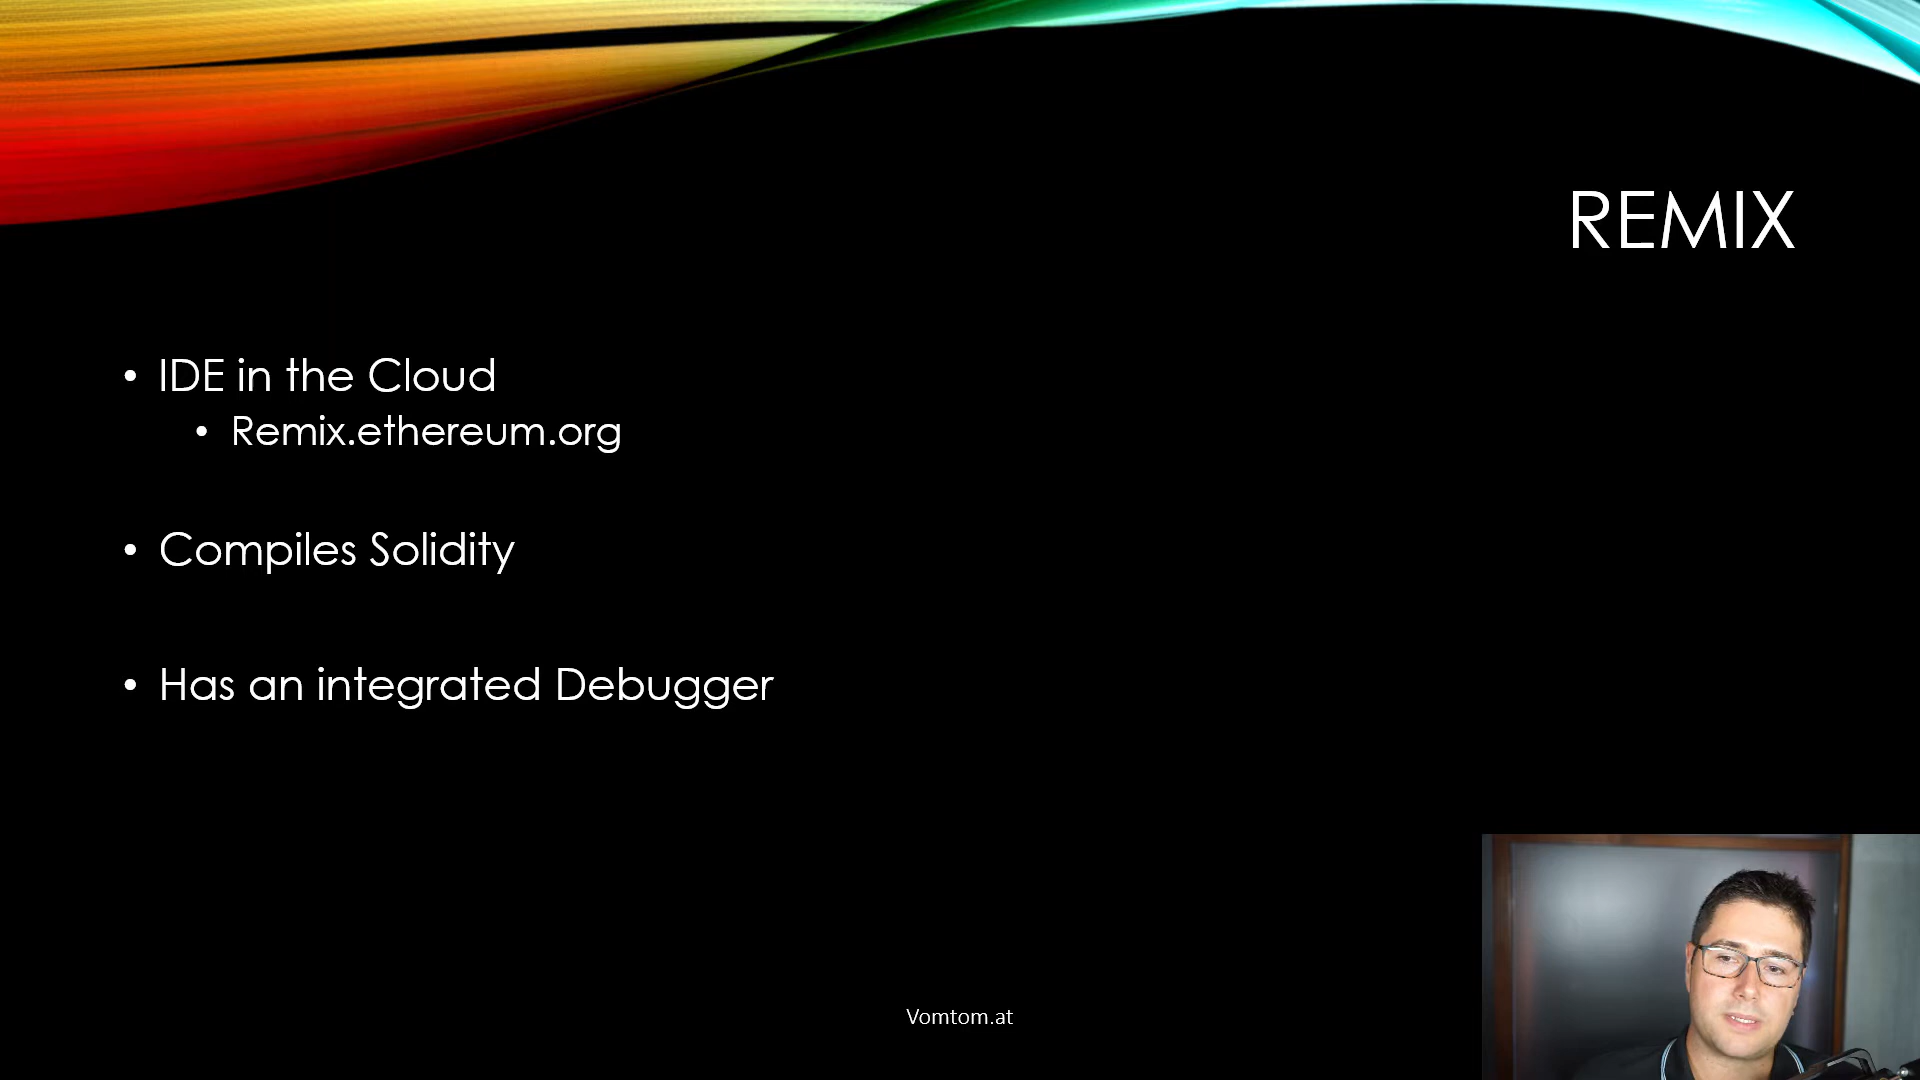 REMIX
• IDE in the Cloud
• Remix.ethereum.org
• Compiles Solidity
• Has an integrated Debugger
Vomtom.at